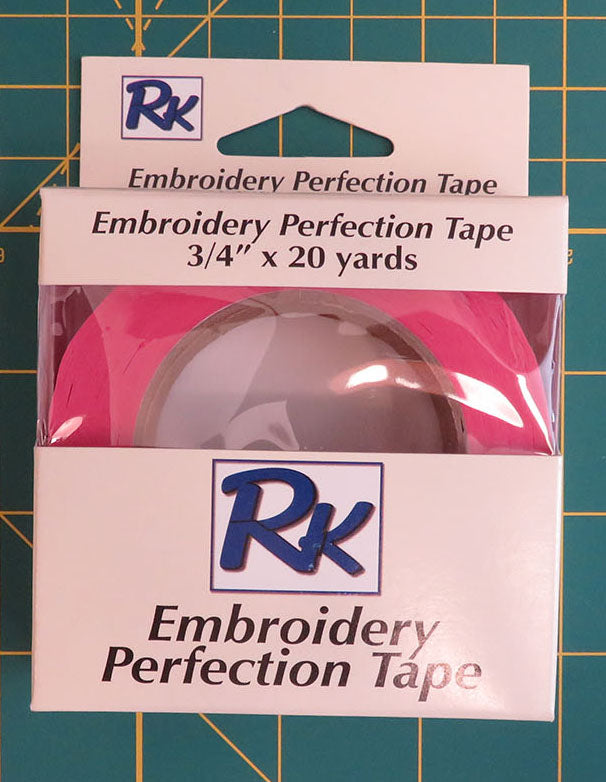 RK
Embroidery Perfection Tape
Embroidery Perfection Tape
3/4" x 20 yards
RK
Embroidery
Perfection Tape